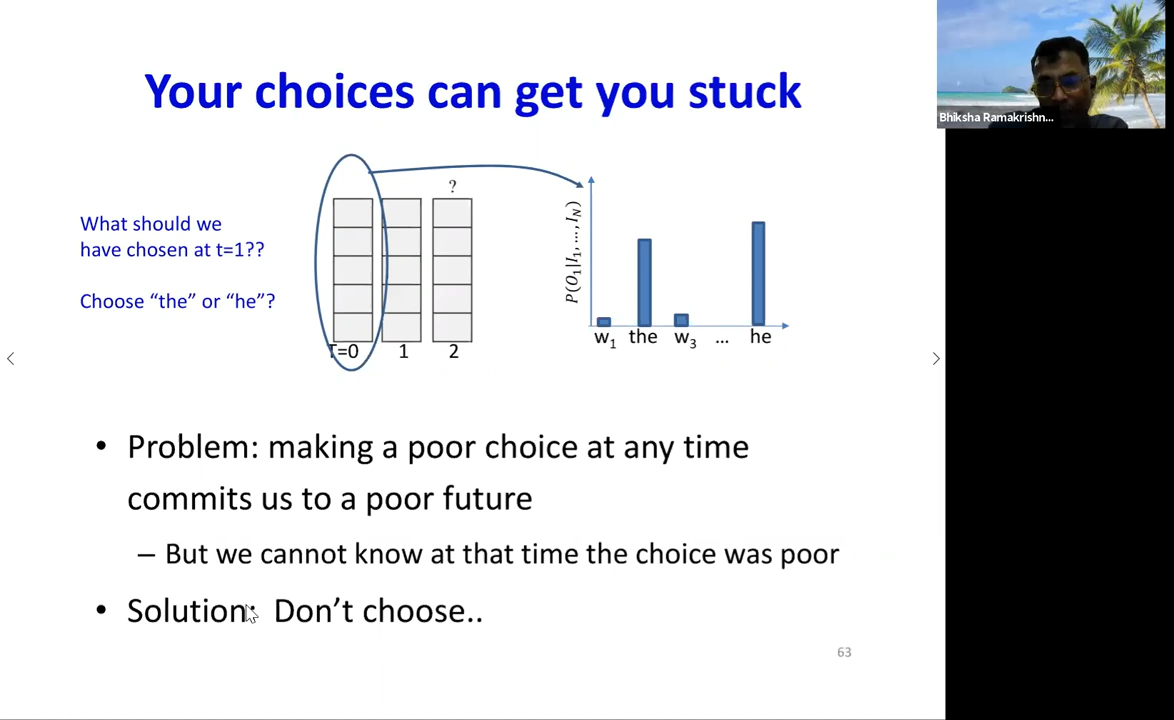 Your choices can get you stuck
Bhiksha Ramakrishn...
What should we
have chosen at t=1??
Choose “the” or “he”?
?
T=0 1 2
P(O₁|I₁,...,I_N)
w₁ the w₃ ... he
• Problem: making a poor choice at any time
commits us to a poor future
– But we cannot know at that time the choice was poor
• Solution: Don’t choose..
63